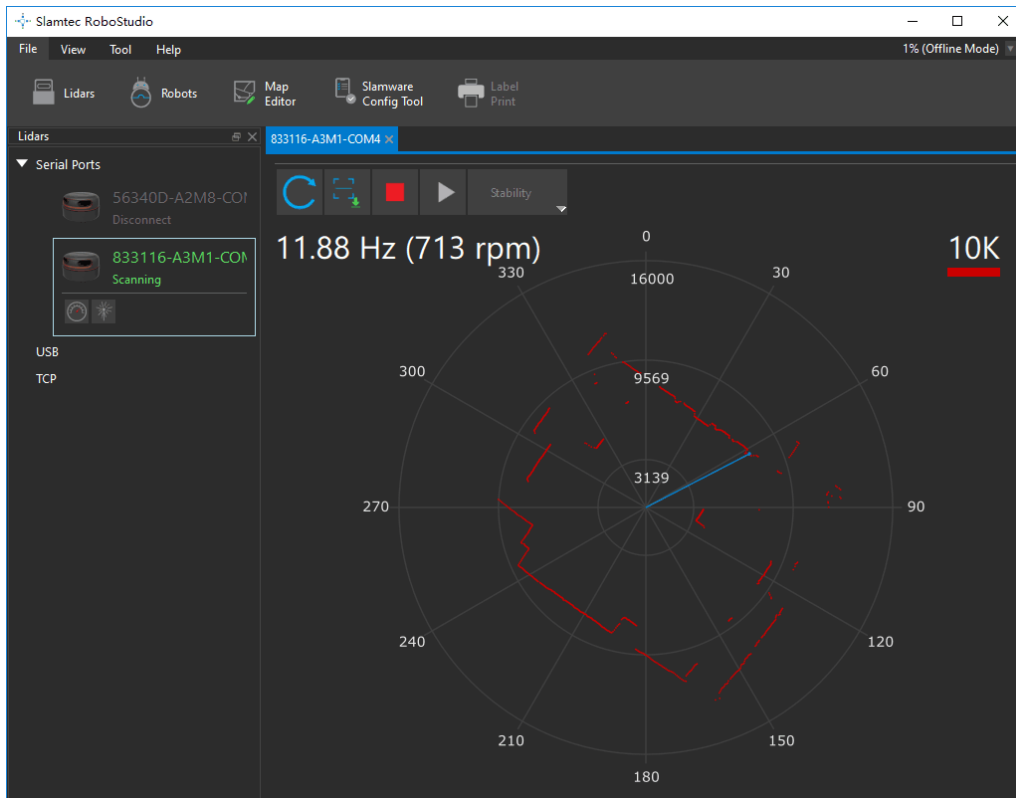 Slamtec RoboStudio
File View Tool Help
1% (Offline Mode)
Lidars
Robots
Map
Editor
Slamware
Config Tool
Label
Print
Lidars
833116-A3M1-COM4
Serial Ports
56340D-A2M8-CO
Disconnect
833116-A3M1-CO
Scanning
USB
TCP
Stability
11.88 Hz (713 rpm)
10K
0
330
30
16000
300
9569
60
3139
270
90
240
120
210
150
180